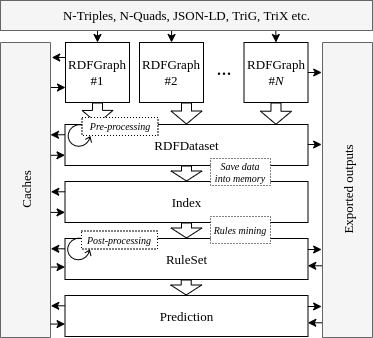 N-Triples, N-Quads, JSON-LD, TriG, TriX etc.
RDFGraph
#1
RDFGraph
#2
...
RDFGraph
#N
Pre-processing
RDFDataset
Save data
into memory
Index
Rules mining
Post-processing
RuleSet
Prediction
Caches
Exported outputs